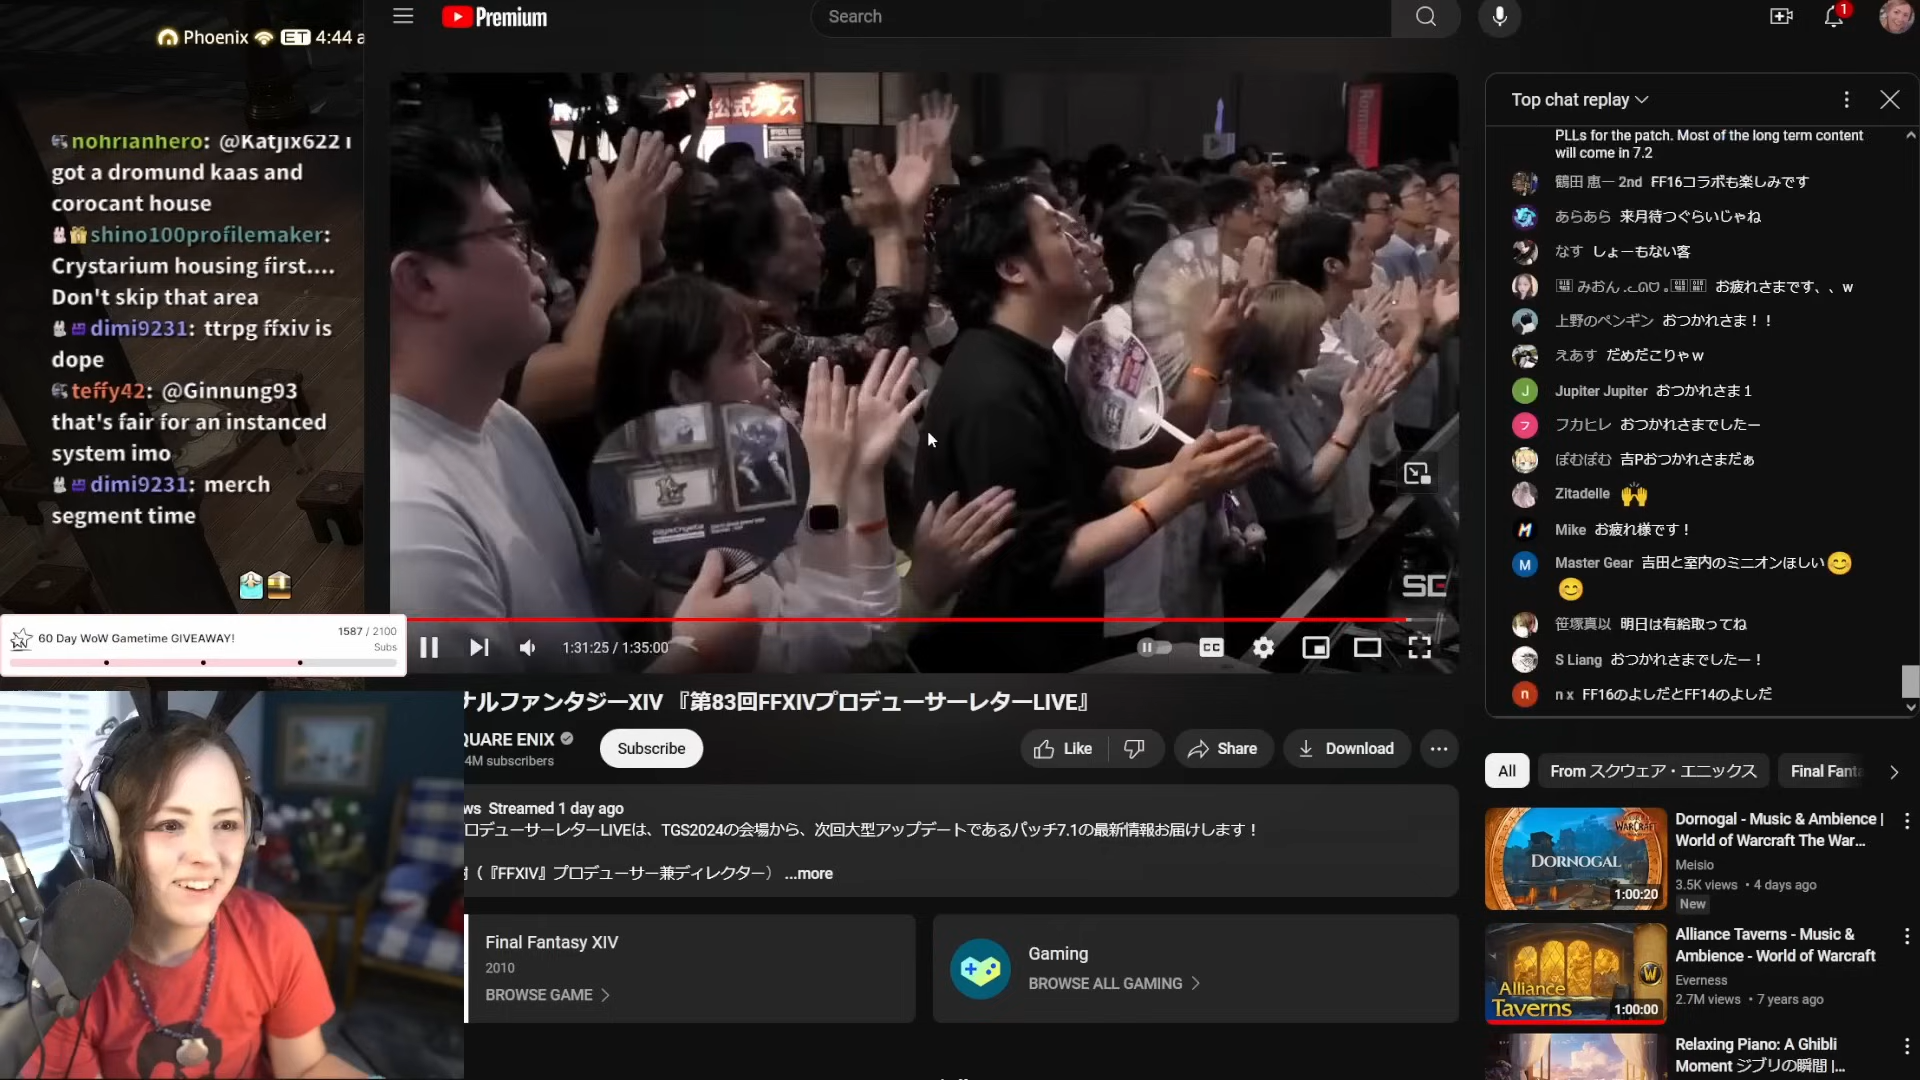 Phoenix ET 4:44 a
nohrianhero: @Katjix622 i
got a dromund kaas and
corocant house
shino100profilemaker:
Crystarium housing first....
Don't skip that area
dimi9231: ttrpg ffxiv is
dope
teffy42: @Ginnung93
that's fair for an instanced
system imo
dimi9231: merch
segment time
60 Day WoW Gametime GIVEAWAY!
1587 / 2100
Subs
Premium
Search
1
公式グッズ
SE
1:31:25 / 1:35:00
CC
ナルファンタジーXIV 『第83回FFXIVプロデューサーレターLIVE』
QUARE ENIX
4M subscribers
Subscribe
Like
Share
Download
ws Streamed 1 day ago
ロデューサーレターLIVEは、TGS2024の会場から、次回大型アップデートであるパッチ7.1の最新情報お届けします！
（『FFXIV』プロデューサー兼ディレクター） ...more
Final Fantasy XIV
2010
BROWSE GAME
Gaming
BROWSE ALL GAMING
Top chat replay
PLLs for the patch. Most of the long term content
will come in 7.2
鶴田 恵一 2nd FF16コラボも楽しみです
あらあら 来月待つぐらいじゃね
なす しょーもない客
みおん お疲れさまです、、w
上野のペンギン おつかれさま！！
えあす だめだこりゃｗ
Jupiter Jupiter おつかれさま１
フカヒレ おつかれさまでしたー
ぽむぽむ 吉Pおつかれさまだぁ
Zitadelle 🙌
Mike お疲れ様です！
Master Gear 吉田と室内のミニオンほしい😊
😊
笹塚真以 明日は有給取ってね
S Liang おつかれさまでしたー！
n x FF16のよしだとFF14のよしだ
All
From スクウェア・エニックス
Final Fanta
DORNOGAL
1:00:20
Dornogal - Music & Ambience |
World of Warcraft The War...
Meisio
3.5K views • 4 days ago
New
Alliance
Taverns
1:00:00
Alliance Taverns - Music &
Ambience - World of Warcraft
Everness
2.7M views • 7 years ago
Relaxing Piano: A Ghibli
Moment ジブリの瞬間 |...